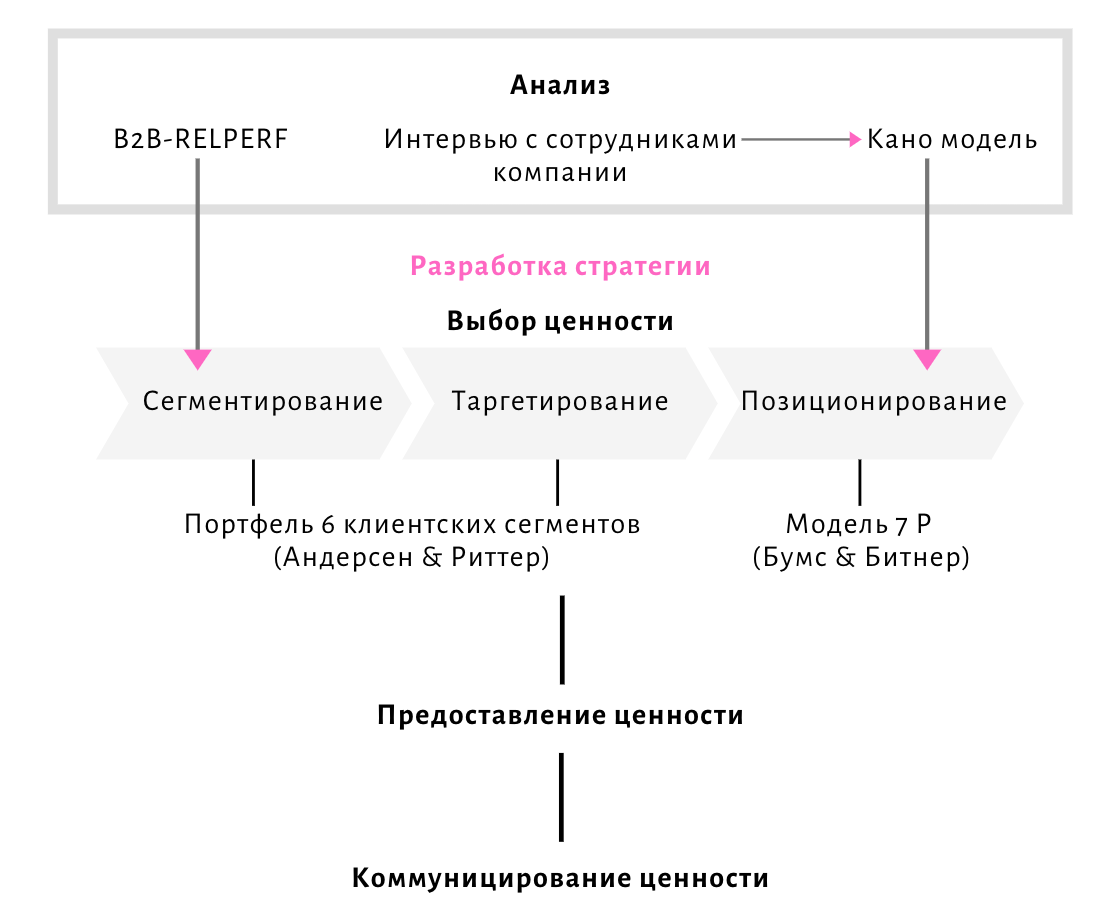 Анализ
B2B-RELPERF
Интервью с сотрудниками
компании
Кано модель
Разработка стратегии
Выбор ценности
Сегментирование
Таргетирование
Позиционирование
Портфель 6 клиентских сегментов
(Андерсен & Риттер)
Модель 7 P
(Бумс & Битнер)
Предоставление ценности
Коммуницирование ценности